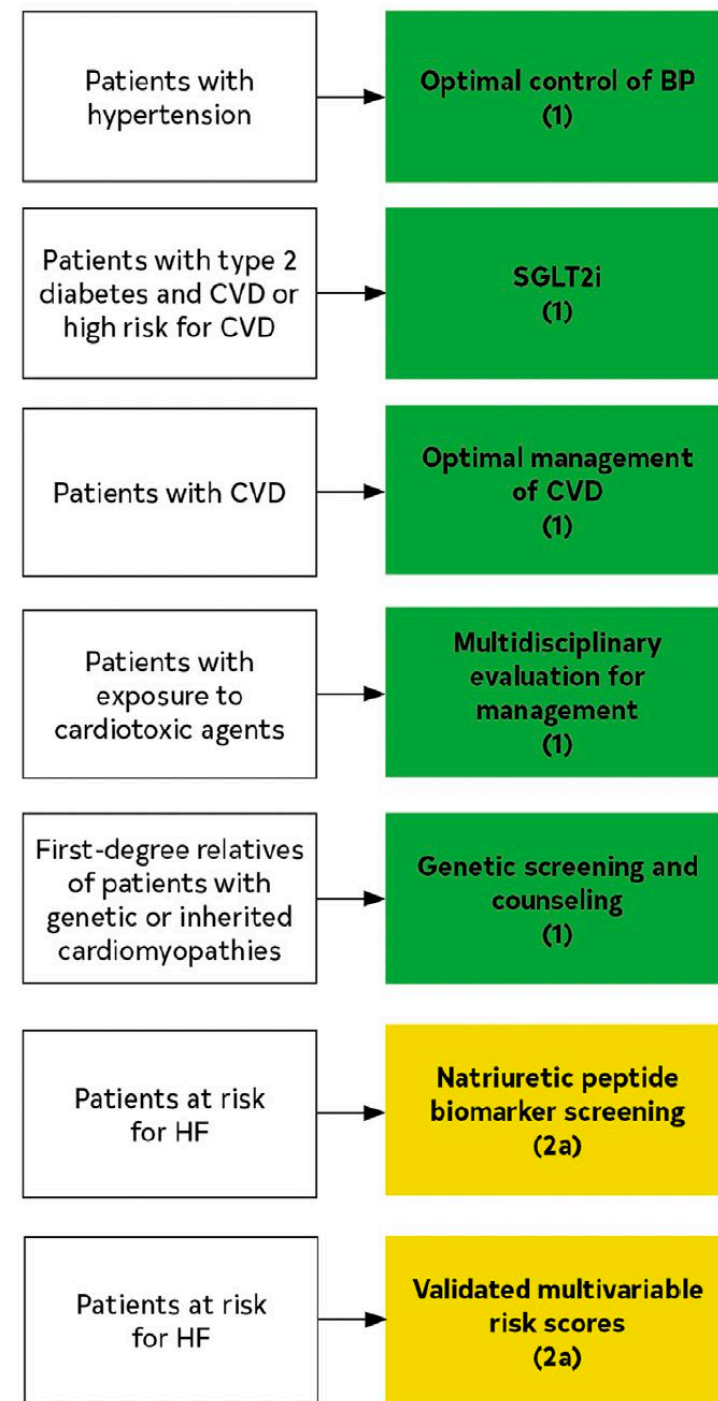 Patients with
hypertension
Optimal control of BP
(1)
Patients with type 2
diabetes and CVD or
high risk for CVD
SGLT2i
(1)
Patients with CVD
Optimal management
of CVD
(1)
Patients with
exposure to
cardiotoxic agents
Multidisciplinary
evaluation for
management
(1)
First-degree relatives
of patients with
genetic or inherited
cardiomyopathies
Genetic screening and
counseling
(1)
Patients at risk
for HF
Natriuretic peptide
biomarker screening
(2a)
Patients at risk
for HF
Validated multivariable
risk scores
(2a)